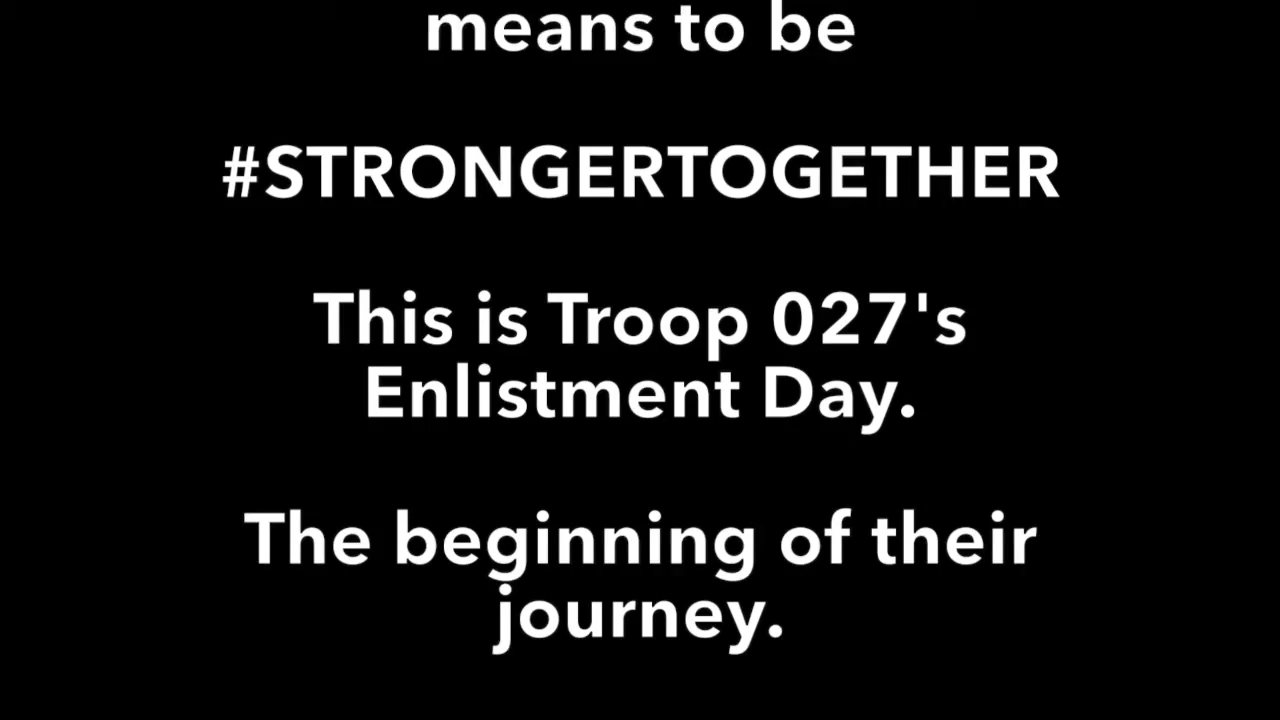 means to be
#STRONGERTOGETHER
This is Troop 027's
Enlistment Day.
The beginning of their
journey.